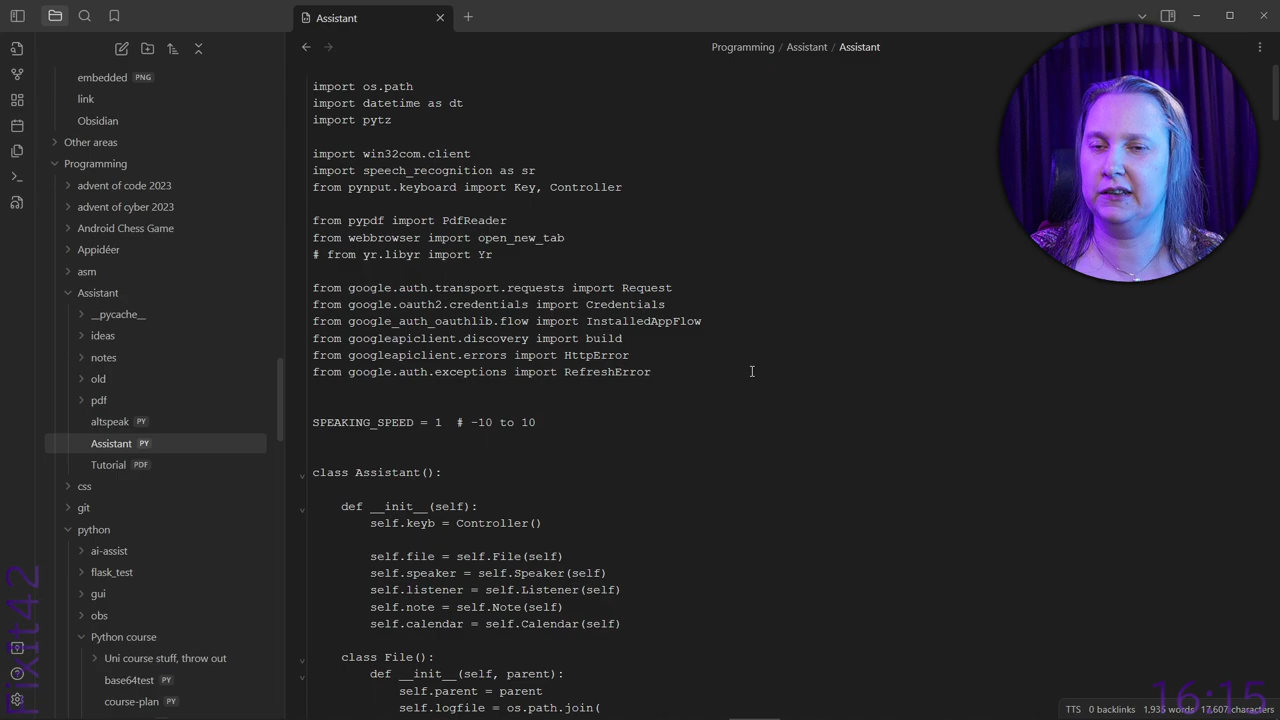 Assistant
Programming / Assistant / Assistant
embedded PNG
link
Obsidian
Other areas
Programming
advent of code 2023
advent of cyber 2023
Android Chess Game
Appidéer
asm
Assistant
__pycache__
ideas
notes
old
pdf
altspeak PY
Assistant PY
Tutorial PDF
css
git
python
ai-assist
flask_test
gui
obs
Python course
Uni course stuff, throw out
base64test PY
course-plan PY
import os.path
import datetime as dt
import pytz
import win32com.client
import speech_recognition as sr
from pynput.keyboard import Key, Controller
from pypdf import PdfReader
from webbrowser import open_new_tab
# from yr.libyr import Yr
from google.auth.transport.requests import Request
from google.oauth2.credentials import Credentials
from google_auth_oauthlib.flow import InstalledAppFlow
from googleapiclient.discovery import build
from googleapiclient.errors import HttpError
from google.auth.exceptions import RefreshError
SPEAKING_SPEED = 1  # -10 to 10
class Assistant():
def __init__(self):
self.keyb = Controller()
self.file = self.File(self)
self.speaker = self.Speaker(self)
self.listener = self.Listener(self)
self.note = self.Note(self)
self.calendar = self.Calendar(self)
class File():
def __init__(self, parent):
self.parent = parent
self.logfile = os.path.join(
TTS 0 backlinks 1,935 words 17,607 characters
Fixit42
16:15